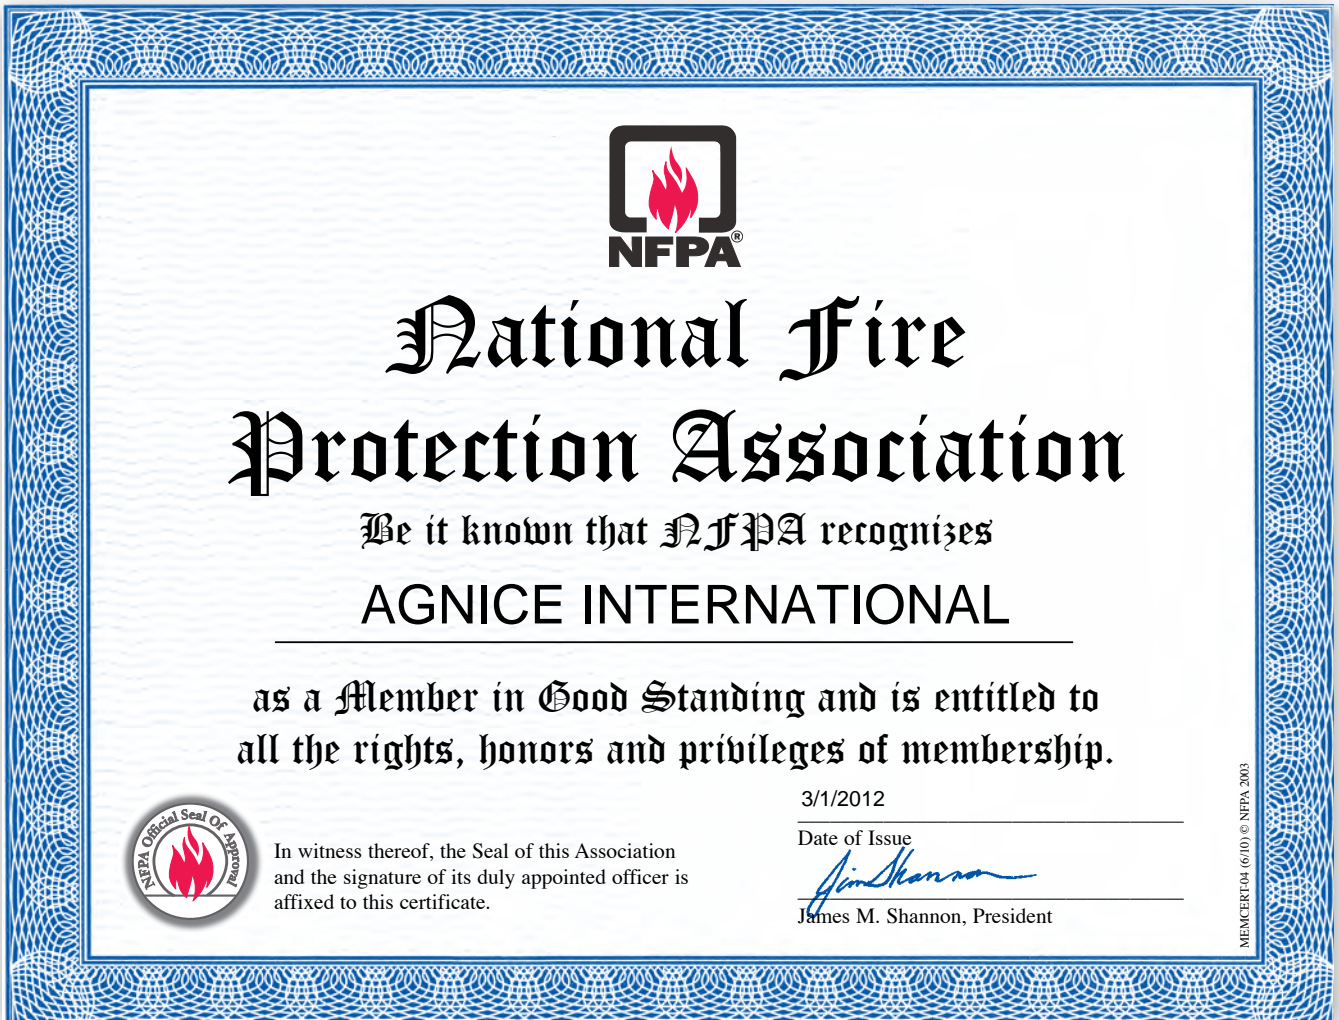 NFPA®
National Fire
Protection Association
Be it known that NFPA recognizes
AGNICE INTERNATIONAL
as a Member in Good Standing and is entitled to
all the rights, honors and privileges of membership.
NFPA Official Seal Of Approval
In witness thereof, the Seal of this Association
and the signature of its duly appointed officer is
affixed to this certificate.
3/1/2012
Date of Issue
Jim Shannon
James M. Shannon, President
MEMCERT-04 (6/10) © NFPA 2003